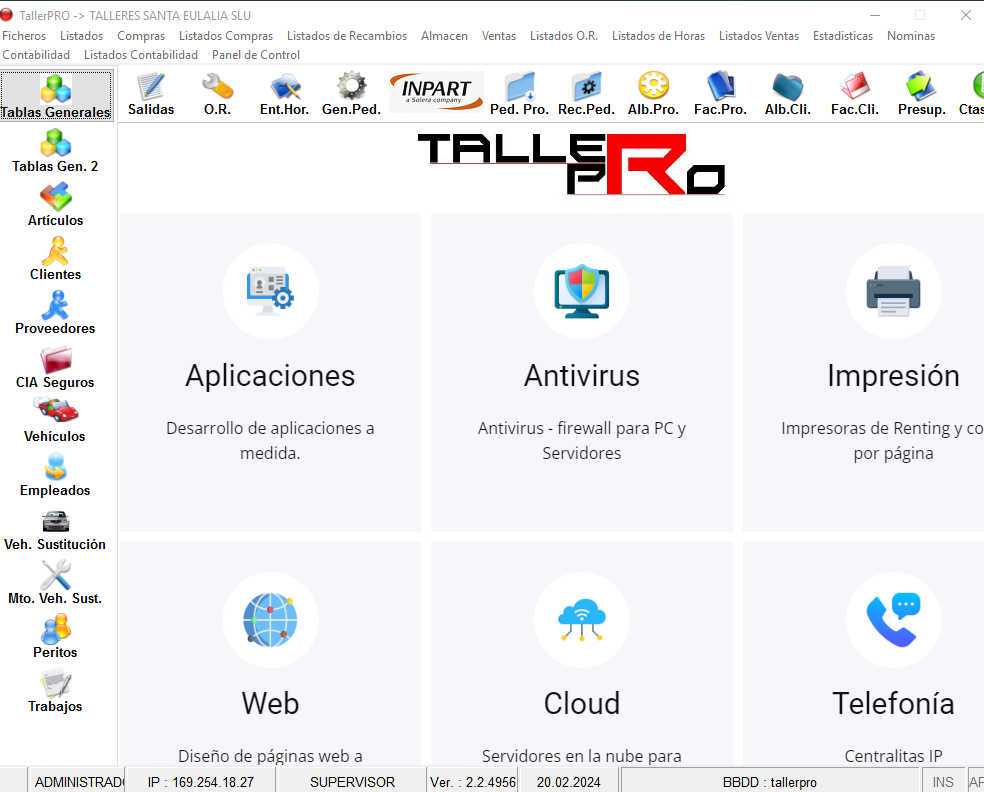 TallerPRO -> TALLERES SANTA EULALIA SLU
Ficheros Listados Compras Listados Compras Listados de Recambios Almacen Ventas Listados O.R. Listados de Horas Listados Ventas Estadisticas Nominas
Contabilidad Listados Contabilidad Panel de Control
Tablas Generales
Salidas O.R. Ent.Hor. Gen.Ped. INPART a Solera company Ped. Pro. Rec.Ped. Alb.Pro. Fac.Pro. Alb.Cli. Fac.Cli. Presup. Ctas
Tablas Gen. 2
Artículos
Clientes
Proveedores
CIA Seguros
Vehículos
Empleados
Veh. Sustitución
Mto. Veh. Sust.
Peritos
Trabajos
TALLE
PRO
Aplicaciones
Desarrollo de aplicaciones a
medida.
Antivirus
Antivirus - firewall para PC y
Servidores
Impresión
Impresoras de Renting y co
por página
Web
Diseño de páginas web a
Cloud
Servidores en la nube para
Telefonía
Centralitas IP
ADMINISTRAD IP : 169.254.18.27 SUPERVISOR Ver. : 2.2.4956 20.02.2024 BBDD : tallerpro INS